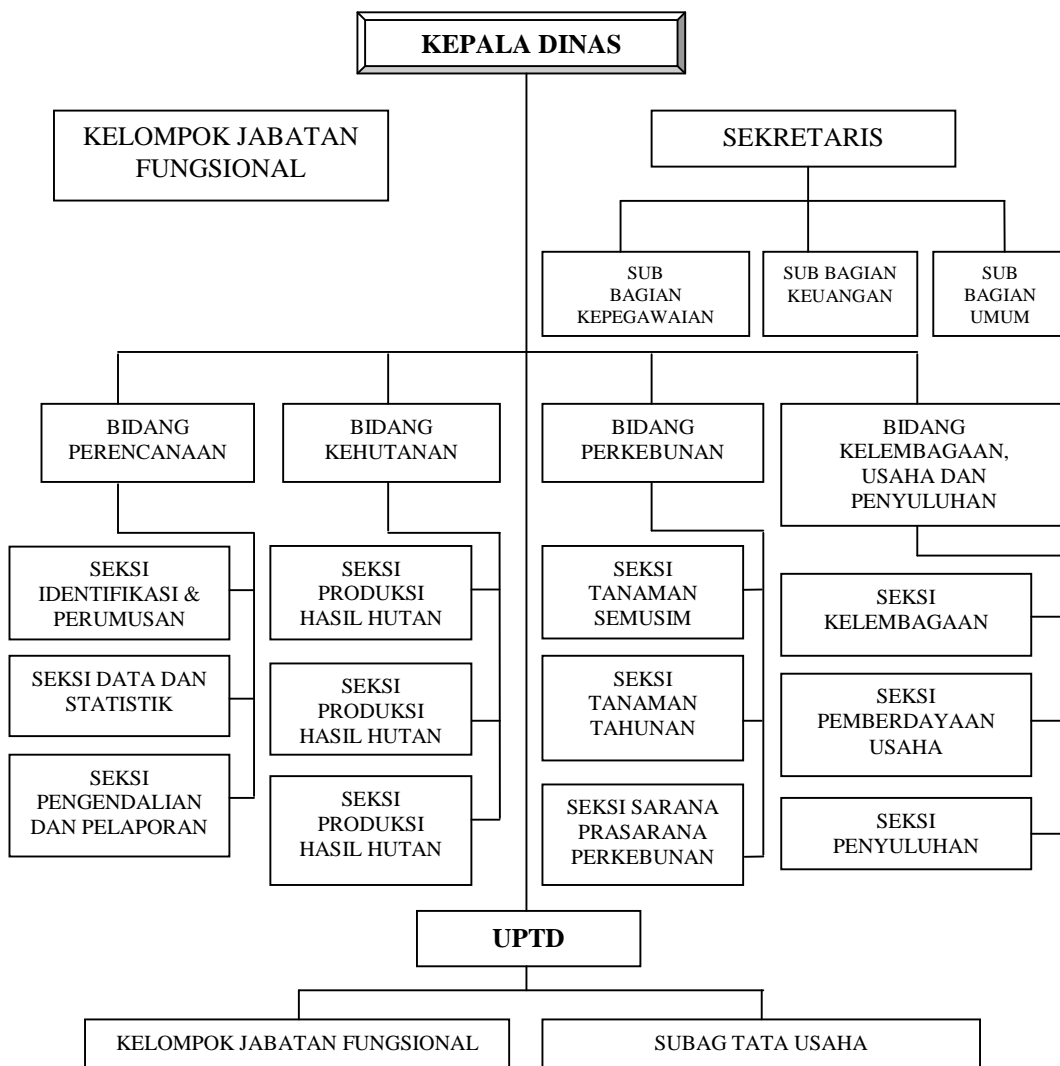 KEPALA DINAS
KELOMPOK JABATAN
FUNGSIONAL
SEKRETARIS
SUB
BAGIAN
KEPEGAWAIAN
SUB BAGIAN
KEUANGAN
SUB
BAGIAN
UMUM
BIDANG
PERENCANAAN
BIDANG
KEHUTANAN
BIDANG
PERKEBUNAN
BIDANG
KELEMBAGAAN,
USAHA DAN
PENYULUHAN
SEKSI
IDENTIFIKASI &
PERUMUSAN
SEKSI DATA DAN
STATISTIK
SEKSI
PENGENDALIAN
DAN PELAPORAN
SEKSI
PRODUKSI
HASIL HUTAN
SEKSI
PRODUKSI
HASIL HUTAN
SEKSI
PRODUKSI
HASIL HUTAN
SEKSI
TANAMAN
SEMUSIM
SEKSI
TANAMAN
TAHUNAN
SEKSI SARANA
PRASARANA
PERKEBUNAN
SEKSI
KELEMBAGAAN
SEKSI
PEMBERDAYAAN
USAHA
SEKSI
PENYULUHAN
UPTD
KELOMPOK JABATAN FUNGSIONAL
SUBAG TATA USAHA